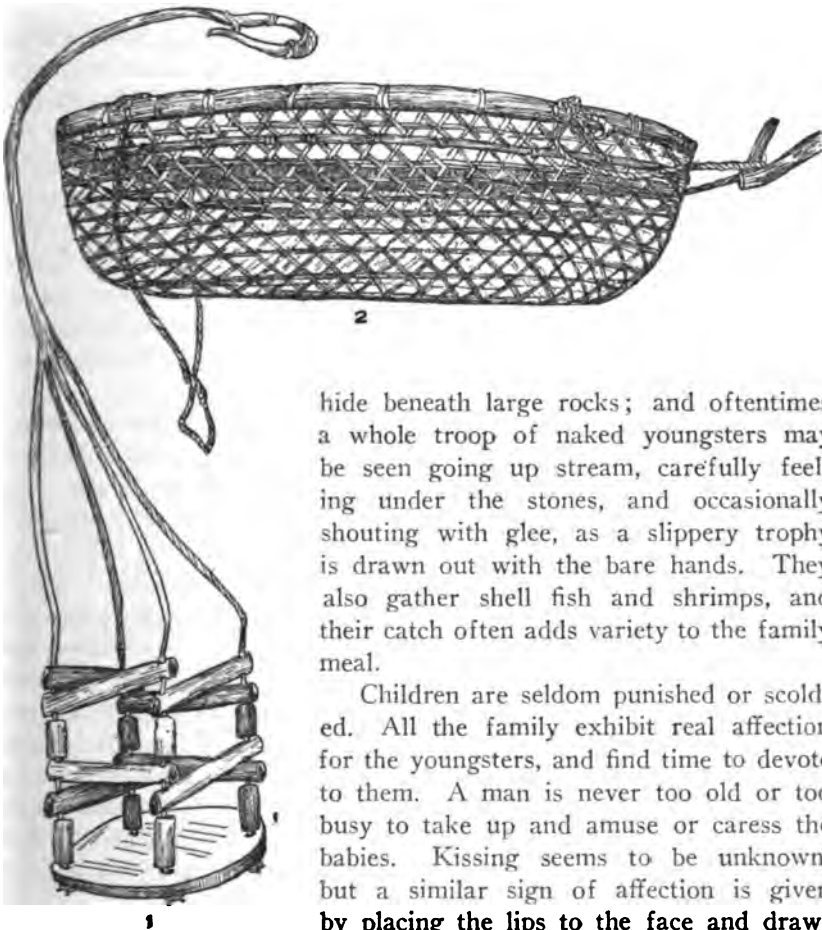 2
hide beneath large rocks; and oftentimes
a whole troop of naked youngsters may
be seen going up stream, carefully feel
ing under the stones, and occasionally
shouting with glee, as a slippery trophy
is drawn out with the bare hands. They
also gather shell fish and shrimps, and
their catch often adds variety to the family
meal.
Children are seldom punished or scold
ed. All the family exhibit real affection
for the youngsters, and find time to devote
to them. A man is never too old or too
busy to take up and amuse or caress the
babies. Kissing seems to be unknown
but a similar sign of affection is given
by placing the lips to the face and draw
1